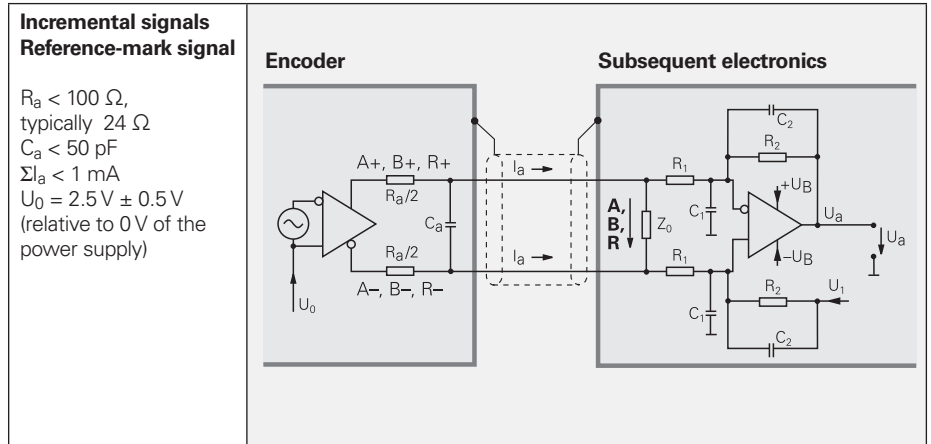 Incremental signals
Reference-mark signal
Rₐ < 100 Ω,
typically 24 Ω
Cₐ < 50 pF
ΣIₐ < 1 mA
U₀ = 2.5 V ± 0.5 V
(relative to 0 V of the
power supply)
Encoder
Subsequent electronics
A+, B+, R+
Rₐ/2
Cₐ
Rₐ/2
A–, B–, R–
U₀
Iₐ
Iₐ
A,
B,
R
Z₀
R₁
C₁
R₁
C₁
C₂
R₂
+U_B
–U_B
Uₐ
Uₐ
R₂
U₁
C₂